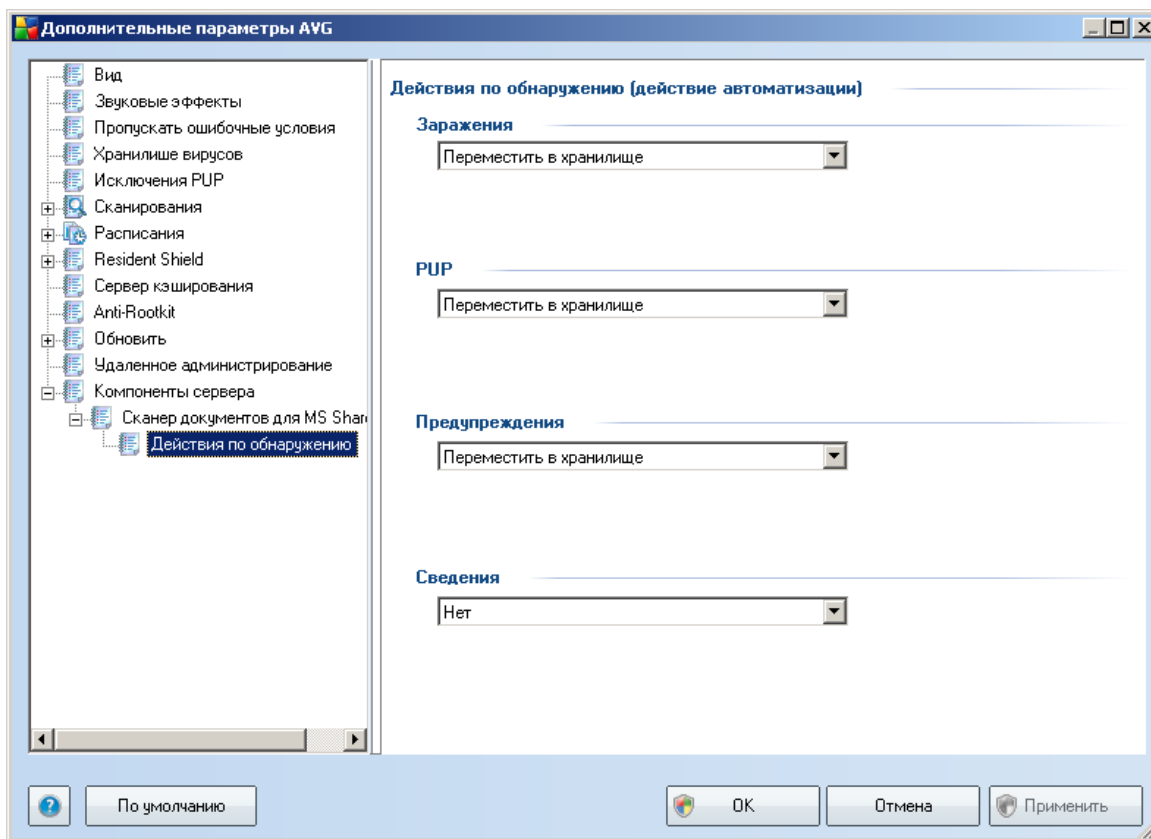 Дополнительные параметры AVG
Вид
Звуковые эффекты
Пропускать ошибочные условия
Хранилише вирусов
Исключения PUP
Сканирования
Расписания
Resident Shield
Сервер кэширования
Anti-Rootkit
Обновить
Удаленное администрирование
Компоненты сервера
Сканер документов для MS Shar
Действия по обнаружению
Действия по обнаружению (действие автоматизации)
Заражения
Переместить в хранилище
PUP
Переместить в хранилище
Предупреждения
Переместить в хранилище
Сведения
Нет
По умолчанию
OK
Отмена
Применить